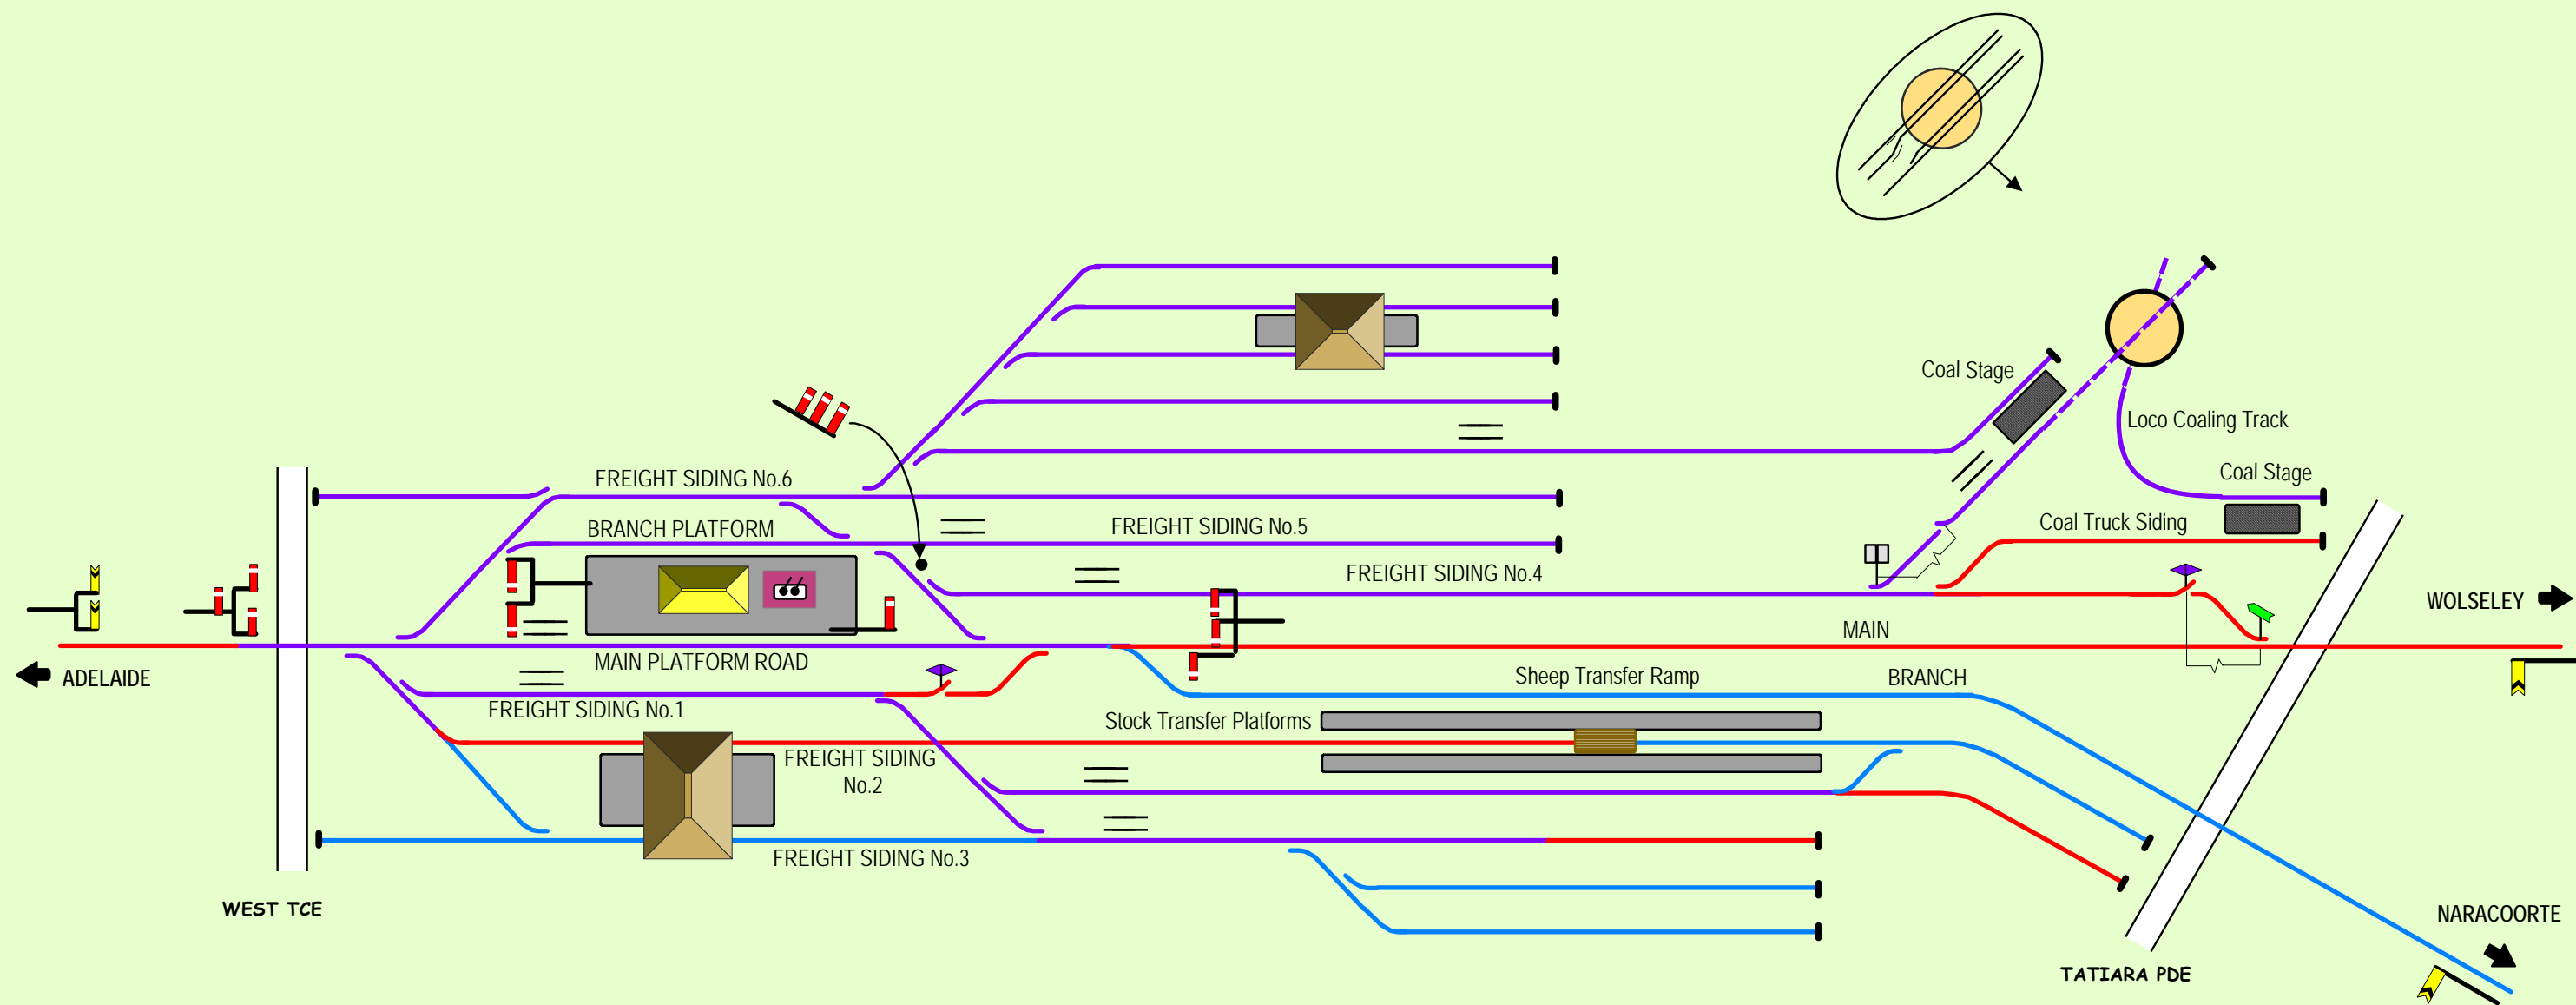 Coal Stage
Loco Coaling Track
Coal Stage
FREIGHT SIDING No.6
BRANCH PLATFORM
FREIGHT SIDING No.5
Coal Truck Siding
FREIGHT SIDING No.4
WOLSELEY
MAIN
ADELAIDE
MAIN PLATFORM ROAD
Sheep Transfer Ramp
BRANCH
FREIGHT SIDING No.1
Stock Transfer Platforms
FREIGHT SIDING
No.2
FREIGHT SIDING No.3
WEST TCE
NARACOORTE
TATIARA PDE